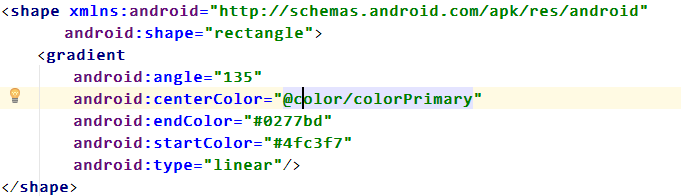 <shape xmlns:android="http://schemas.android.com/apk/res/android"
android:shape="rectangle">
<gradient
android:angle="135"
android:centerColor="@color/colorPrimary"
android:endColor="#0277bd"
android:startColor="#4fc3f7"
android:type="linear"/>
</shape>